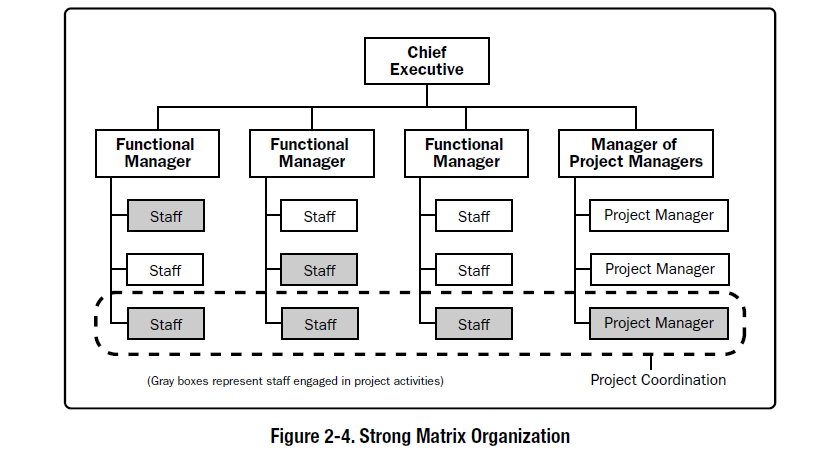 Chief
Executive
Functional
Manager
Functional
Manager
Functional
Manager
Manager of
Project Managers
Staff
Staff
Staff
Project Manager
Staff
Staff
Staff
Project Manager
Staff
Staff
Staff
Project Manager
(Gray boxes represent staff engaged in project activities)
Project Coordination
Figure 2-4. Strong Matrix Organization